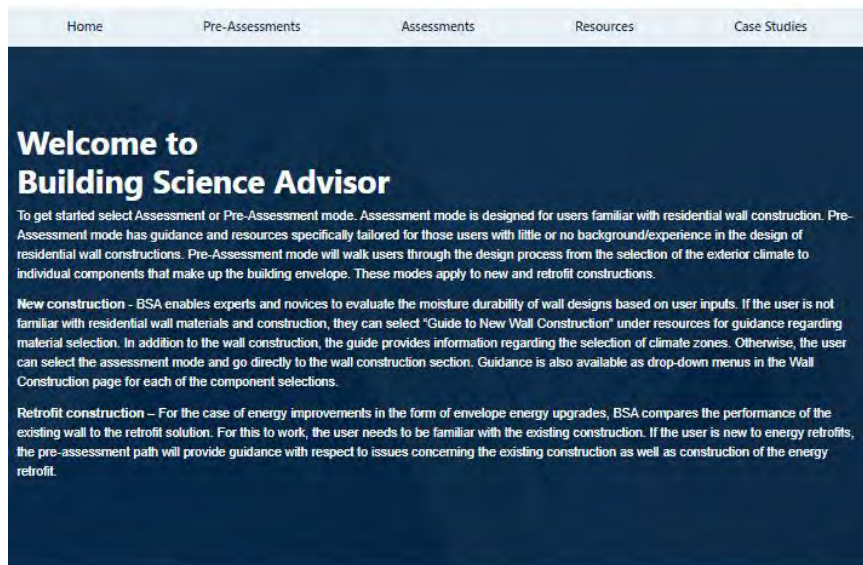 Home Pre-Assessments Assessments Resources Case Studies
Welcome to
Building Science Advisor
To get started select Assessment or Pre-Assessment mode. Assessment mode is designed for users familiar with residential wall construction. Pre-
Assessment mode has guidance and resources specifically tailored for those users with little or no background/experience in the design of
residential wall constructions. Pre-Assessment mode will walk users through the design process from the selection of the exterior climate to
individual components that make up the building envelope. These modes apply to new and retrofit constructions.
New construction - BSA enables experts and novices to evaluate the moisture durability of wall designs based on user inputs. If the user is not
familiar with residential wall materials and construction, they can select “Guide to New Wall Construction” under resources for guidance regarding
material selection. In addition to the wall construction, the guide provides information regarding the selection of climate zones. Otherwise, the user
can select the assessment mode and go directly to the wall construction section. Guidance is also available as drop-down menus in the Wall
Construction page for each of the component selections.
Retrofit construction – For the case of energy improvements in the form of envelope energy upgrades, BSA compares the performance of the
existing wall to the retrofit solution. For this to work, the user needs to be familiar with the existing construction. If the user is new to energy retrofits,
the pre-assessment path will provide guidance with respect to issues concerning the existing construction as well as construction of the energy
retrofit.